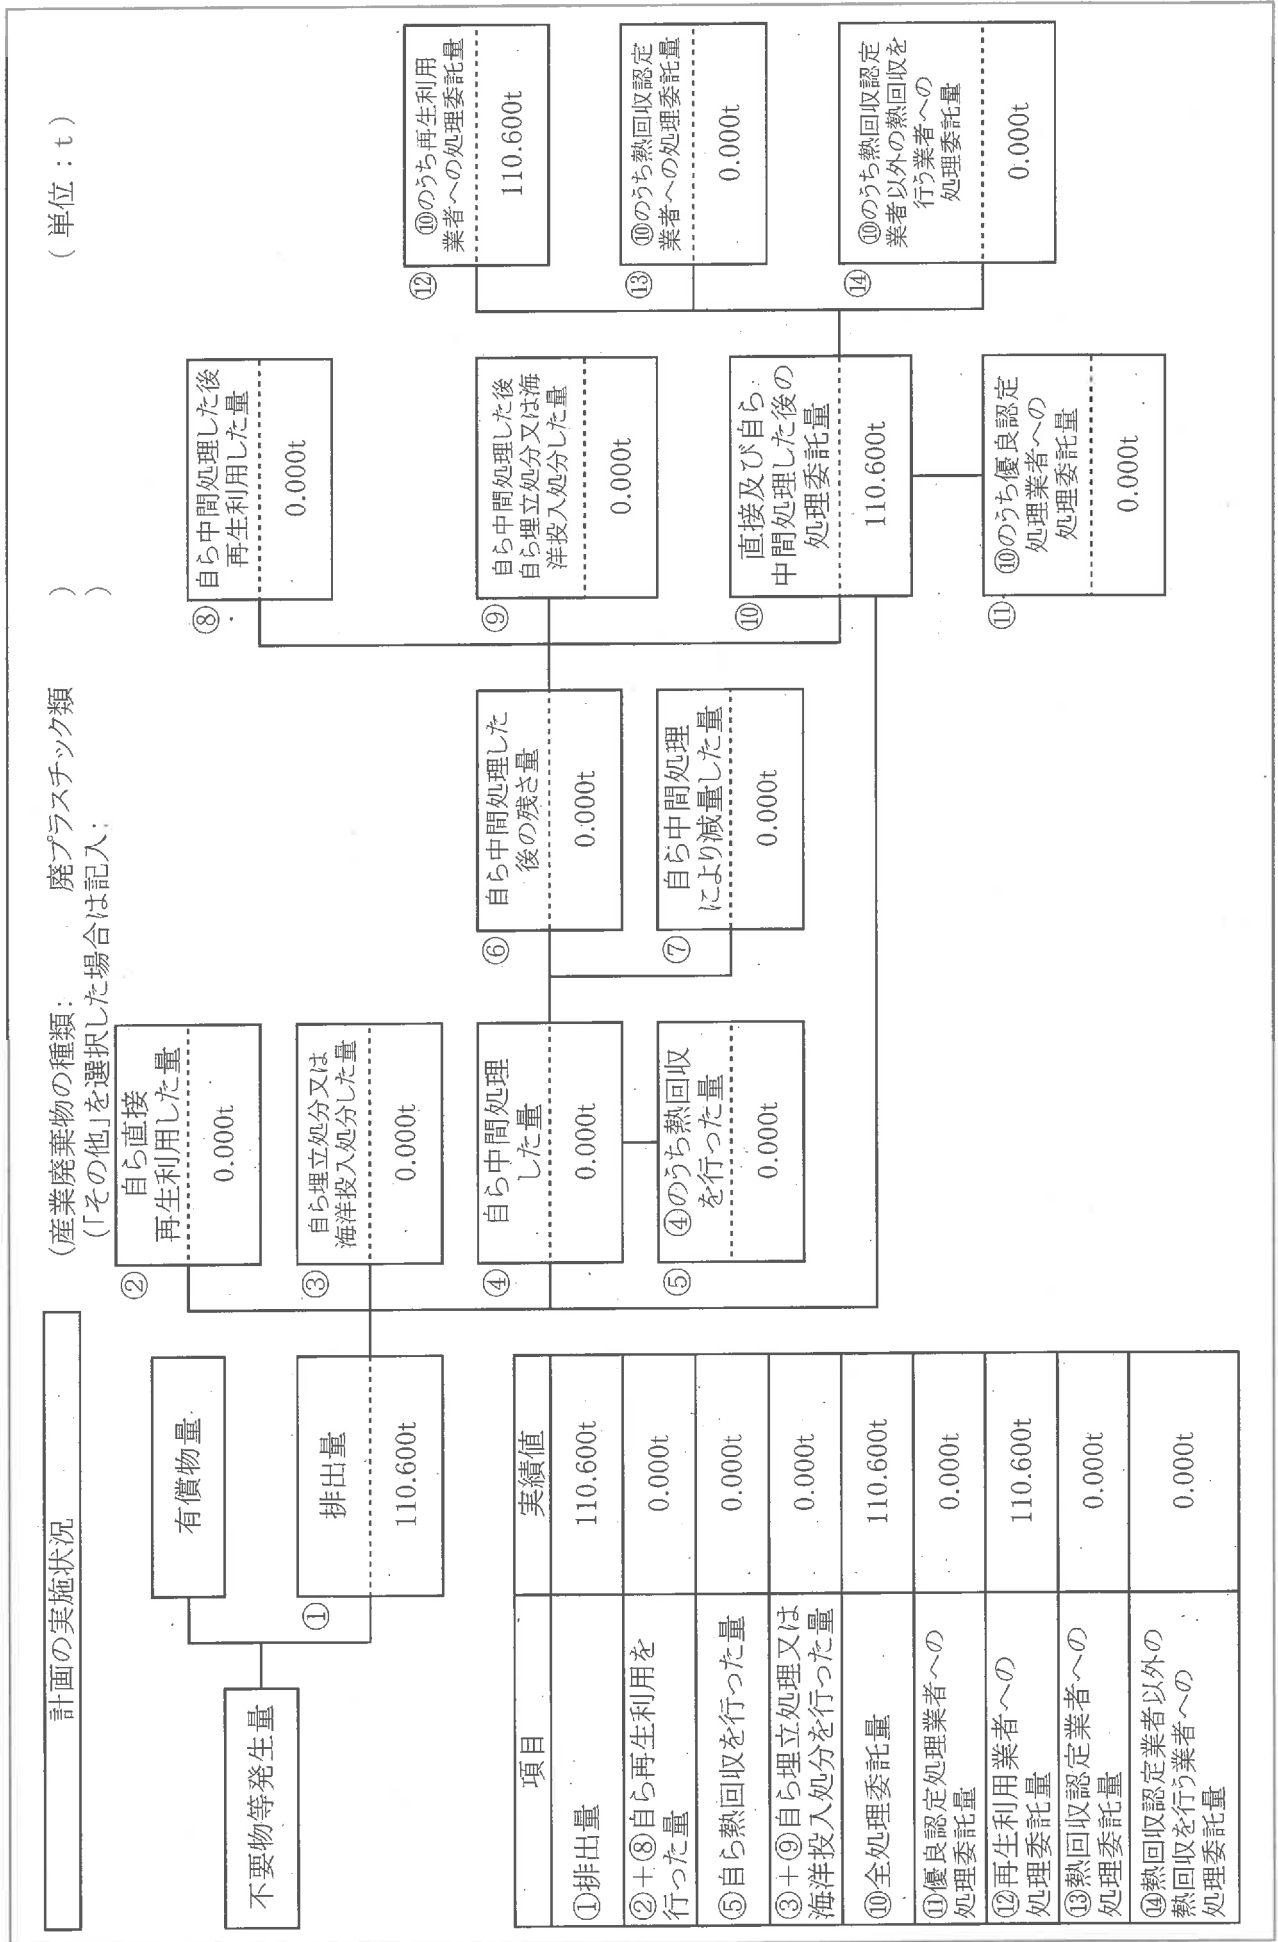 計画の実施状況
(産業廃棄物の種類: 廃プラスチック類 )
(「その他」を選択した場合は記入: )
(単位:t)
不要物等発生量
有償物量
①
排出量
110.600t
②
自ら直接
再生利用した量
0.000t
③
自ら埋立処分又は
海洋投入処分した量
0.000t
④
自ら中間処理
した量
0.000t
⑤
④のうち熱回収
を行った量
0.000t
⑥
自ら中間処理した
後の残さ量
0.000t
⑦
自ら中間処理
により減量した量
0.000t
⑧
自ら中間処理した後
再生利用した量
0.000t
⑨
自ら中間処理した後
自ら埋立処分又は海
洋投入処分した量
0.000t
⑩
直接及び自ら
中間処理した後の
処理委託量
110.600t
⑪
⑩のうち優良認定
処理業者への
処理委託量
0.000t
⑫
⑩のうち再生利用
業者への処理委託量
110.600t
⑬
⑩のうち熱回収認定
業者への処理委託量
0.000t
⑭
⑩のうち熱回収認定
業者以外の熱回収を
行う業者への
処理委託量
0.000t
項目 実績値
①排出量 110.600t
②+⑧自ら再生利用を
行った量 0.000t
⑤自ら熱回収を行った量 0.000t
③+⑨自ら埋立処理又は
海洋投入処分を行った量 0.000t
⑩全処理委託量 110.600t
⑪優良認定処理業者への
処理委託量 0.000t
⑫再生利用業者への
処理委託量 110.600t
⑬熱回収認定業者への
処理委託量 0.000t
⑭熱回収認定業者以外の
熱回収を行う業者への
処理委託量 0.000t